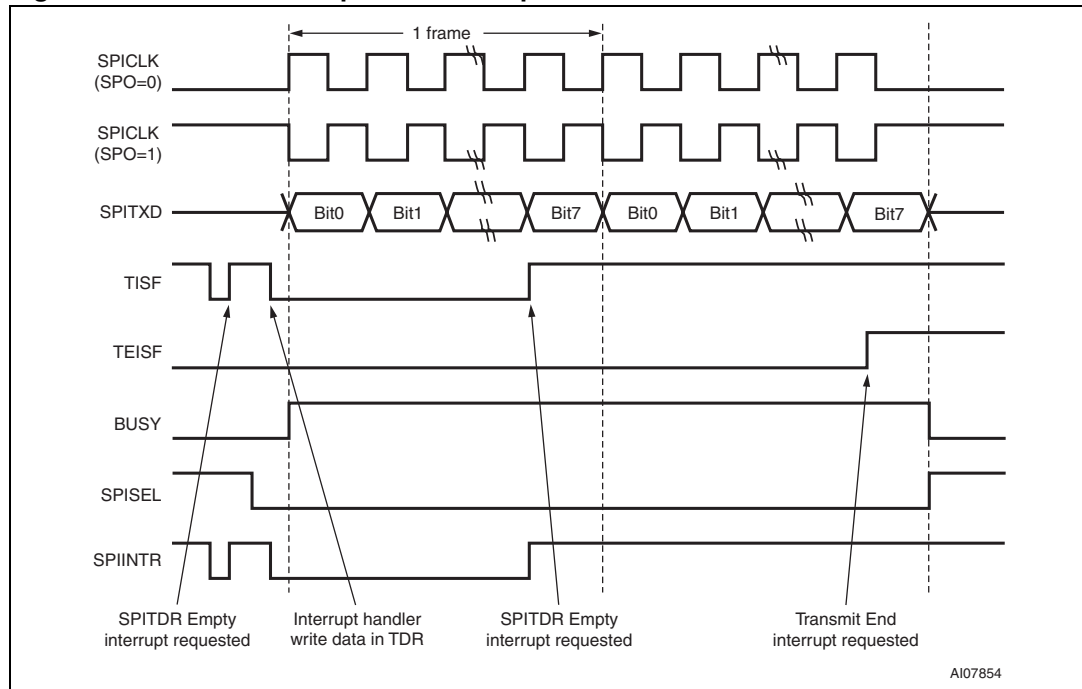 1 frame
SPICLK
(SPO=0)
SPICLK
(SPO=1)
SPITXD
Bit0
Bit1
Bit7
Bit0
Bit1
Bit7
TISF
TEISF
BUSY
SPISEL
SPIINTR
SPITDR Empty
interrupt requested
Interrupt handler
write data in TDR
SPITDR Empty
interrupt requested
Transmit End
interrupt requested
AI07854